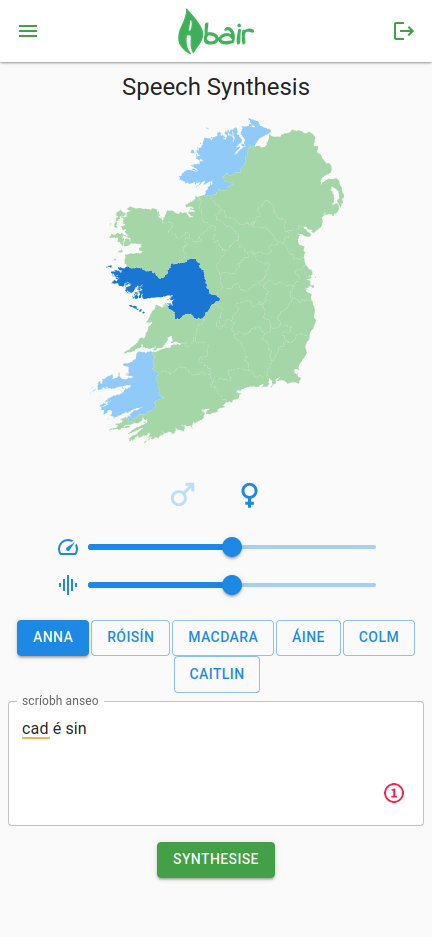 Abair
Speech Synthesis
ANNA
RÓISÍN
MACDARA
ÁINE
COLM
CAITLIN
scríobh anseo
cad é sin
1
SYNTHESISE